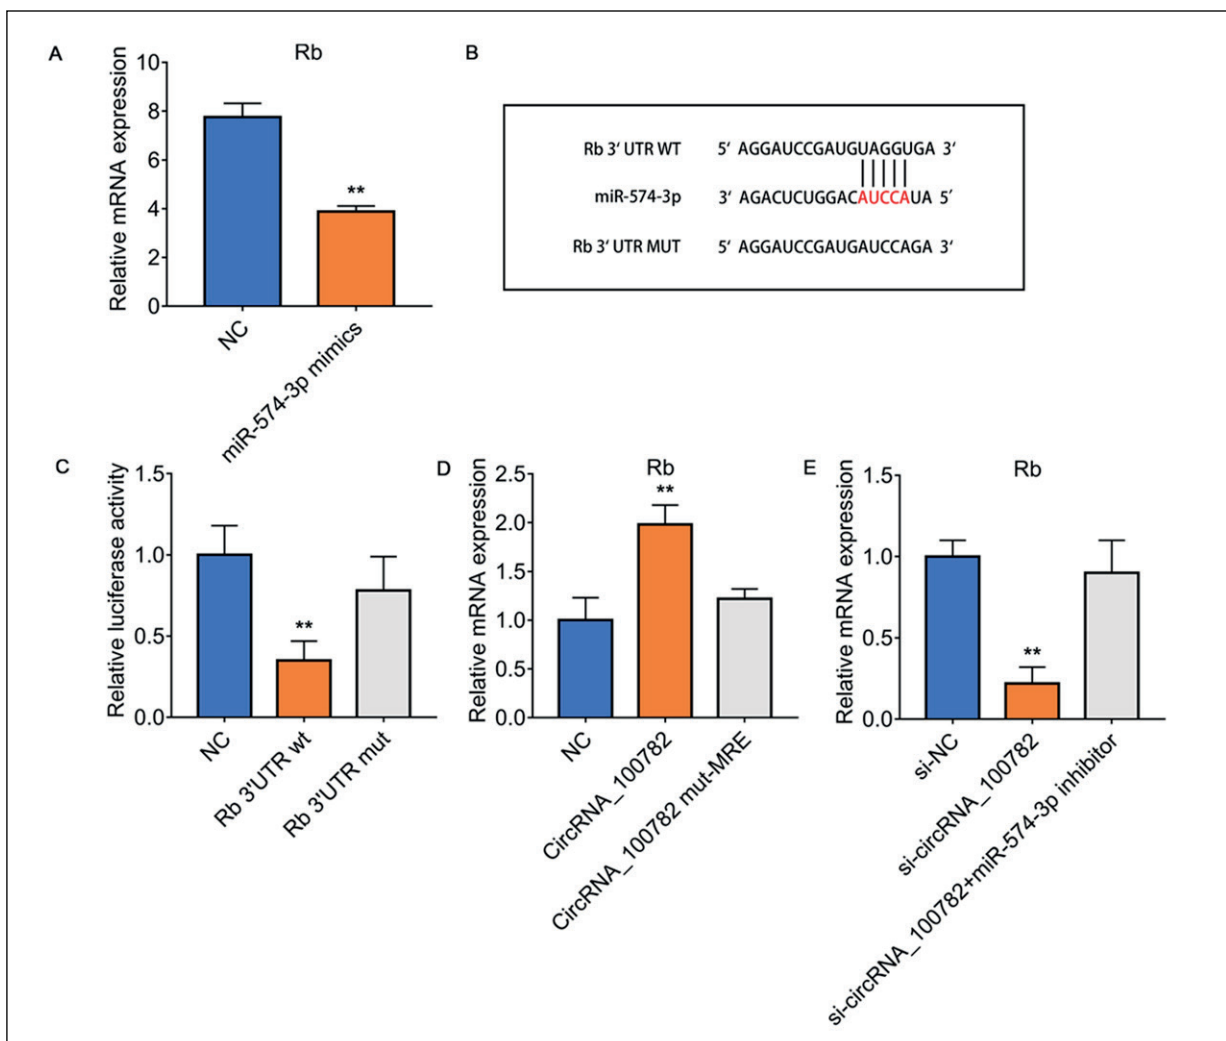 A
Rb
Relative mRNA expression
10
8
6
4
2
0
**
NC
miR-574-3p mimics
B
Rb 3' UTR WT 5' AGGAUCCGAUGUAGGUGA 3'
miR-574-3p 3' AGACUCUGGACAUCCAUA 5'
Rb 3' UTR MUT 5' AGGAUCCGAUGAUCCAGA 3'
C
Relative luciferase activity
1.5
1.0
0.5
0.0
**
NC
Rb 3'UTR wt
Rb 3'UTR mut
D
Rb
Relative mRNA expression
2.5
2.0
1.5
1.0
0.5
0.0
**
NC
CircRNA_100782
CircRNA_100782 mut-MRE
E
Rb
Relative mRNA expression
1.5
1.0
0.5
0.0
**
si-NC
si-circRNA_100782
si-circRNA_100782+miR-574-3p inhibitor